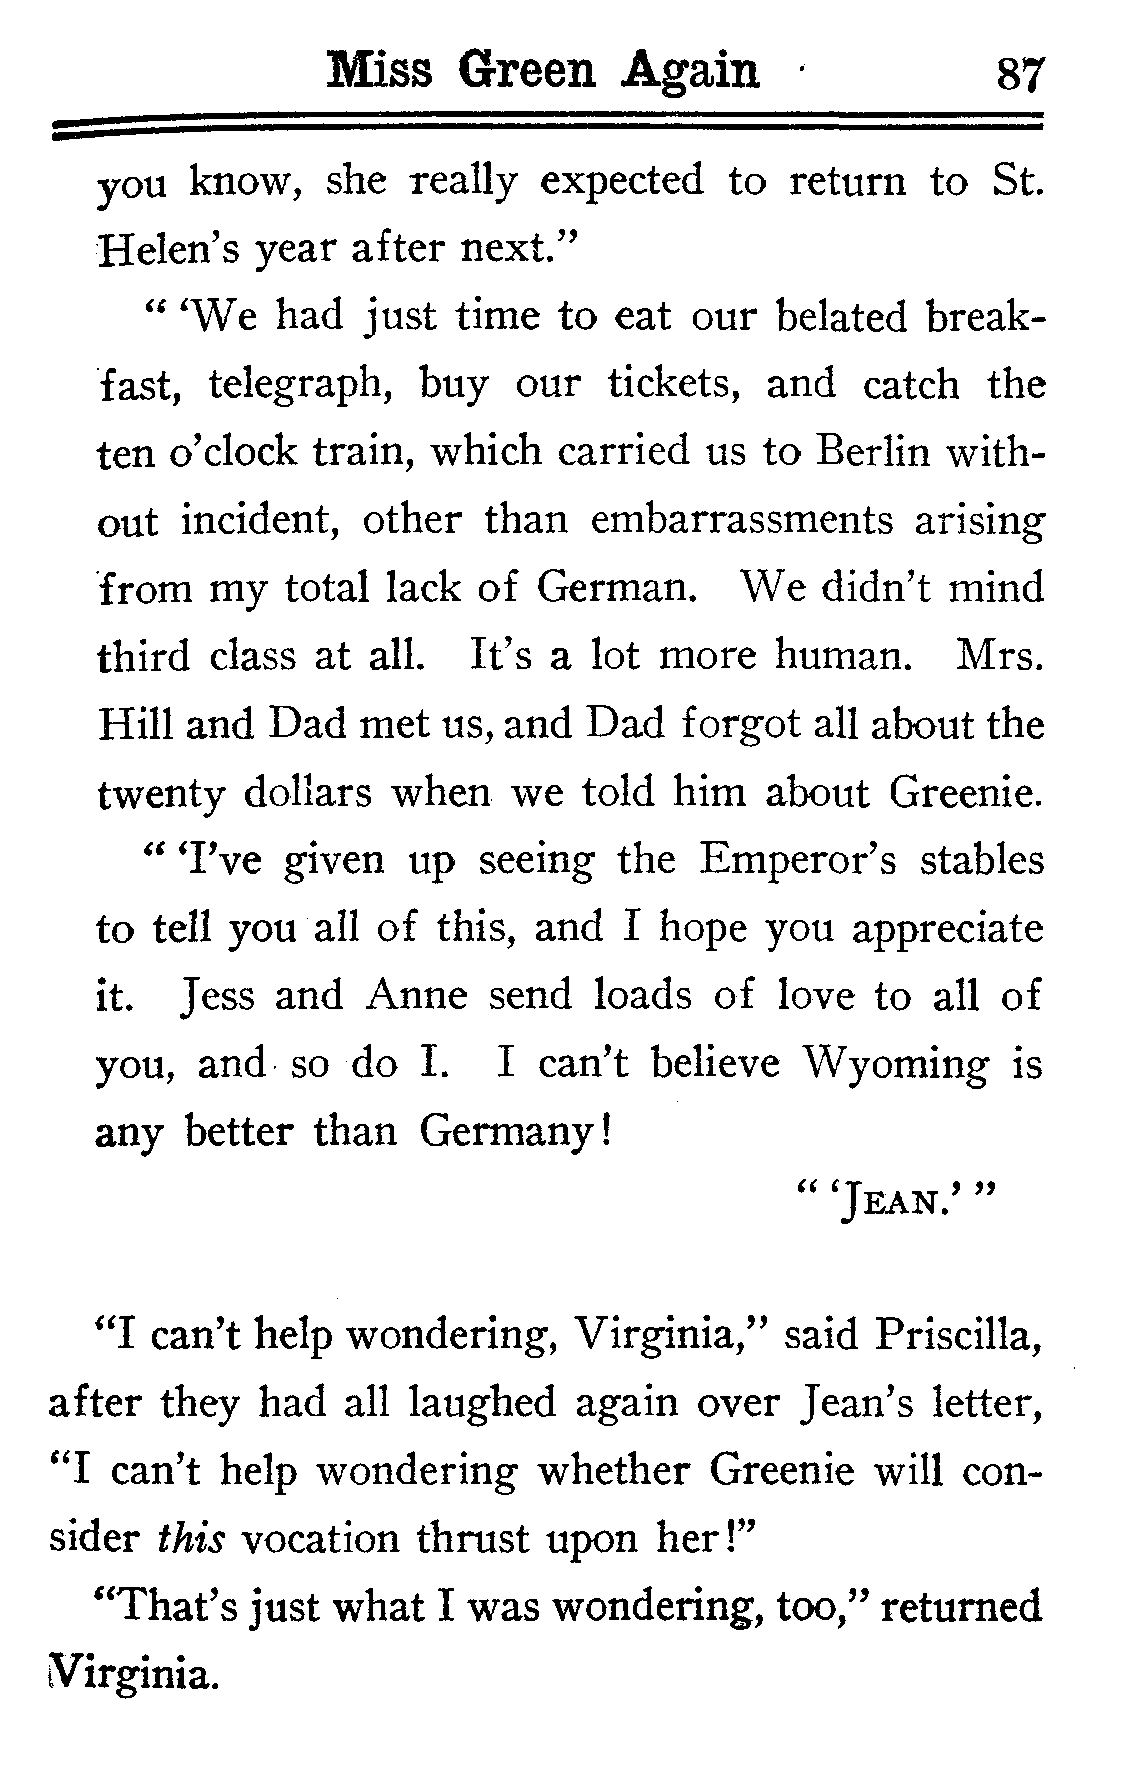 Miss Green Again 87
you know, she really expected to return to St.
Helen's year after next."
" 'We had just time to eat our belated break-
fast, telegraph, buy our tickets, and catch the
ten o'clock train, which carried us to Berlin with-
out incident, other than embarrassments arising
from my total lack of German. We didn't mind
third class at all. It's a lot more human. Mrs.
Hill and Dad met us, and Dad forgot all about the
twenty dollars when we told him about Greenie.
" 'I've given up seeing the Emperor's stables
to tell you all of this, and I hope you appreciate
it. Jess and Anne send loads of love to all of
you, and so do I. I can't believe Wyoming is
any better than Germany!
" 'JEAN.' "
"I can't help wondering, Virginia," said Priscilla,
after they had all laughed again over Jean's letter,
"I can't help wondering whether Greenie will con-
sider this vocation thrust upon her!"
"That's just what I was wondering, too," returned
Virginia.